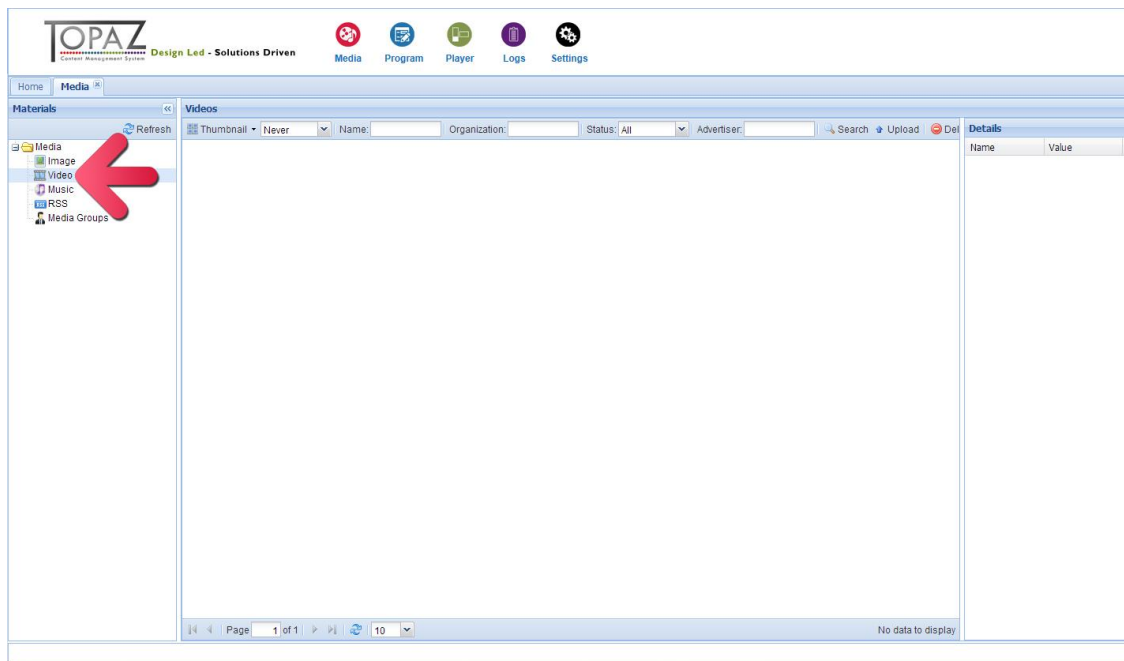 TOPAZ
Content Management System
Design Led - Solutions Driven
Media Program Player Logs Settings
Home Media
Materials
Refresh
Media
Image
Video
Music
RSS
Media Groups
Videos
Thumbnail Never Name: Organization: Status: All Advertiser: Search Upload Del
Details
Name Value
Page 1 of 1 10 No data to display